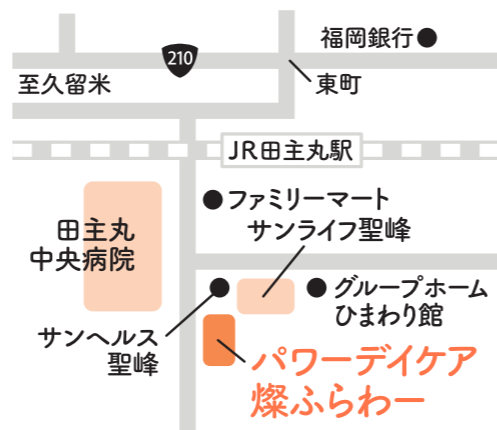 福岡銀行
210
至久留米
東町
JR田主丸駅
ファミリーマート
サンライフ聖峰
田主丸
中央病院
グループホーム
ひまわり館
サンヘルス
聖峰
パワーデイケア
燦ふらわー